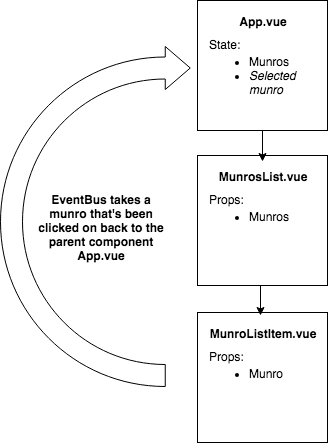 App.vue
State:
• Munros
• Selected
munro
MunrosList.vue
Props:
• Munros
EventBus takes a
munro that's been
clicked on back to the
parent component
App.vue
MunroListItem.vue
Props:
• Munro